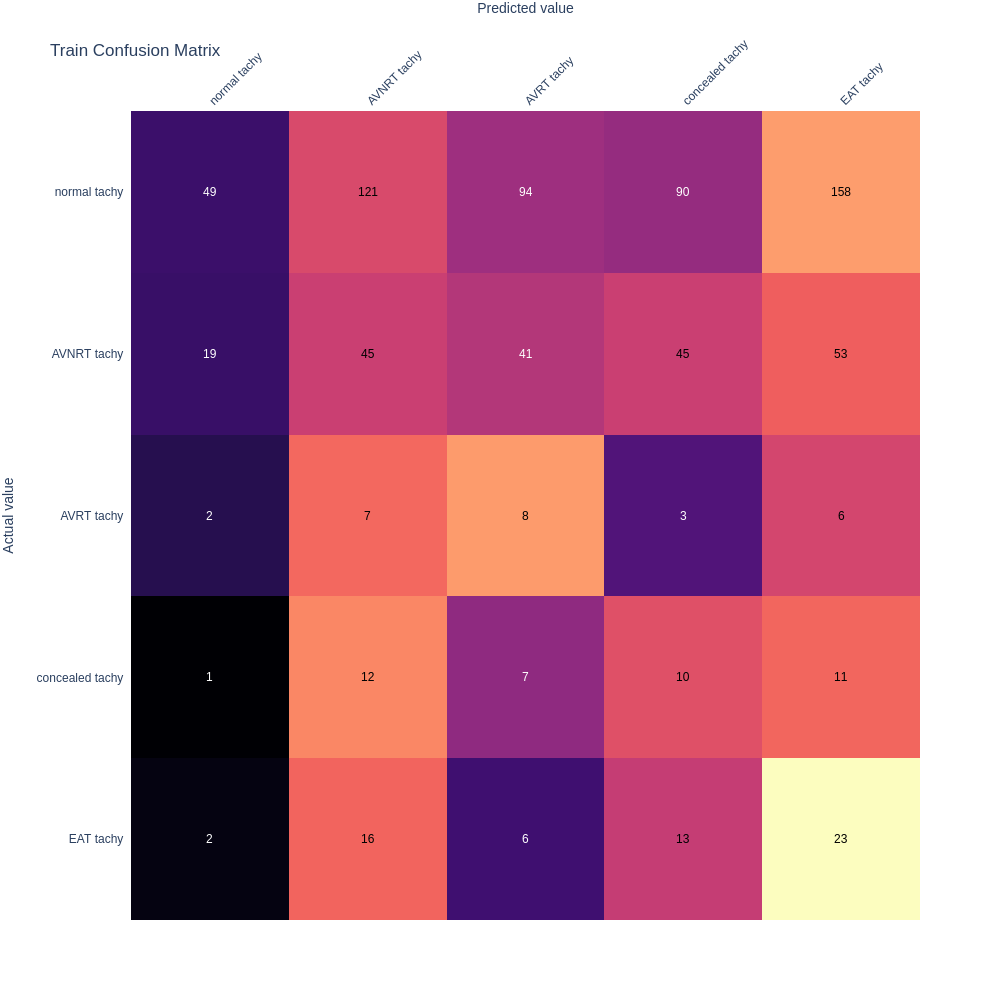 Predicted value
Train Confusion Matrix
normal tachy
AVNRT tachy
AVRT tachy
concealed tachy
EAT tachy
Actual value
normal tachy 49 121 94 90 158
AVNRT tachy 19 45 41 45 53
AVRT tachy 2 7 8 3 6
concealed tachy 1 12 7 10 11
EAT tachy 2 16 6 13 23